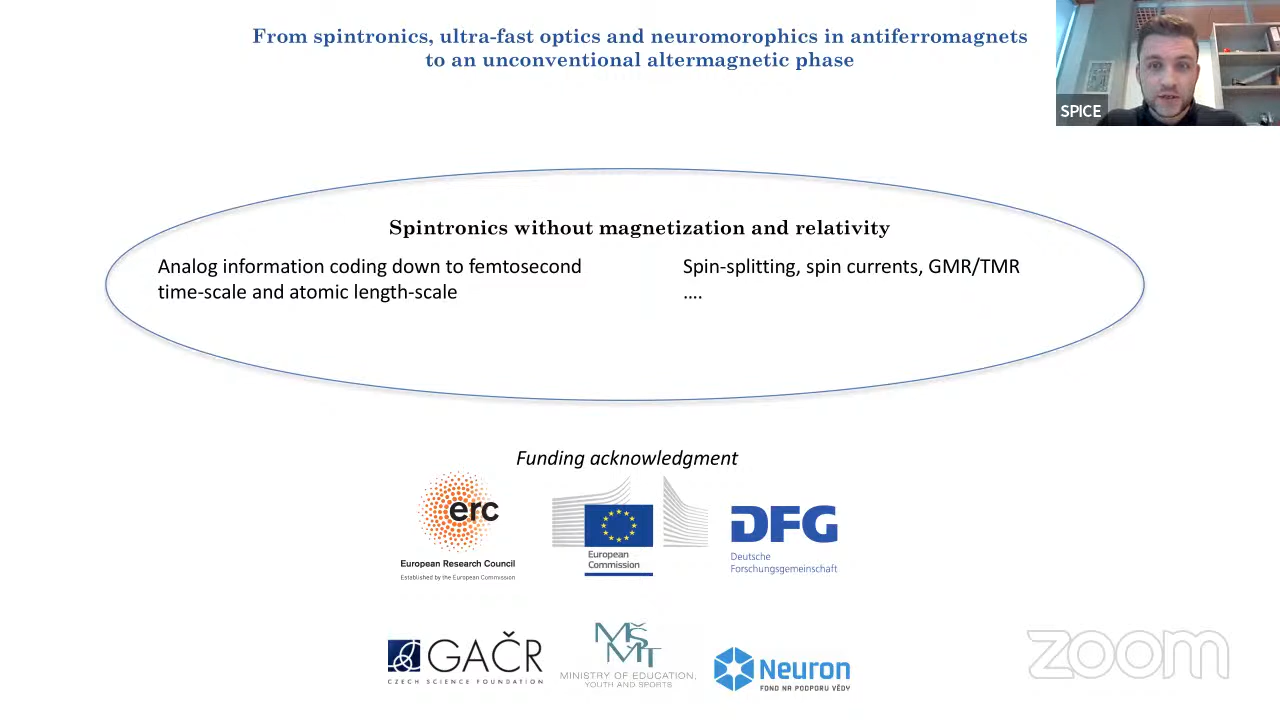 From spintronics, ultra-fast optics and neuromorophics in antiferromagnets
to an unconventional altermagnetic phase
SPICE
Spintronics without magnetization and relativity
Analog information coding down to femtosecond
time-scale and atomic length-scale
Spin-splitting, spin currents, GMR/TMR
....
Funding acknowledgment
erc
European Research Council
Established by the European Commission
European
Commission
DFG
Deutsche
Forschungsgemeinschaft
GAČR
CZECH SCIENCE FOUNDATION
MŠMT
MINISTRY OF EDUCATION,
YOUTH AND SPORTS
Neuron
FOND NA PODPORU VĚDY
zoom